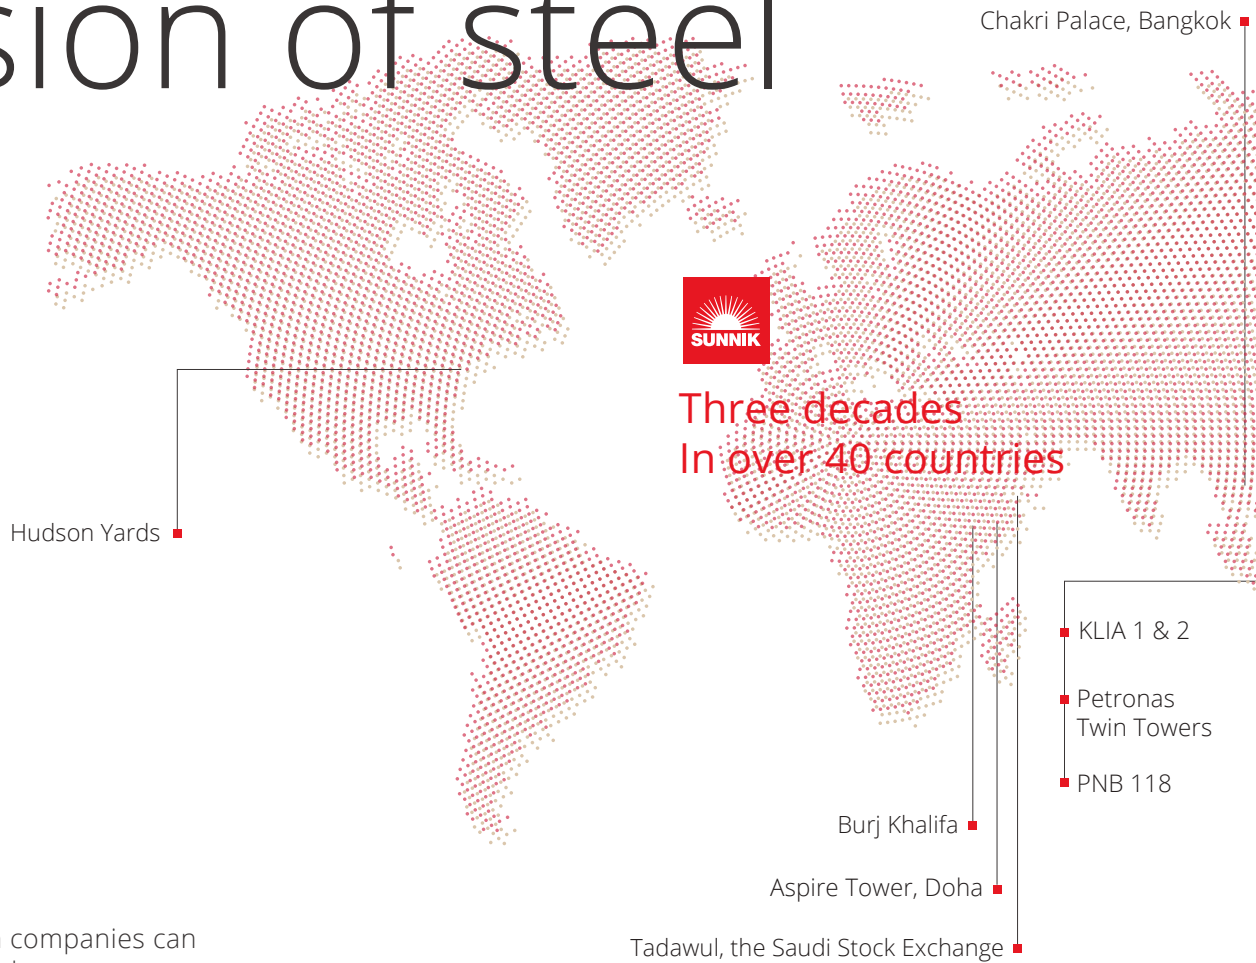 sion of steel
Chakri Palace, Bangkok
SUNNIK
Three decades
In over 40 countries
Hudson Yards
KLIA 1 & 2
Petronas
Twin Towers
PNB 118
Burj Khalifa
Aspire Tower, Doha
Tadawul, the Saudi Stock Exchange
companies can